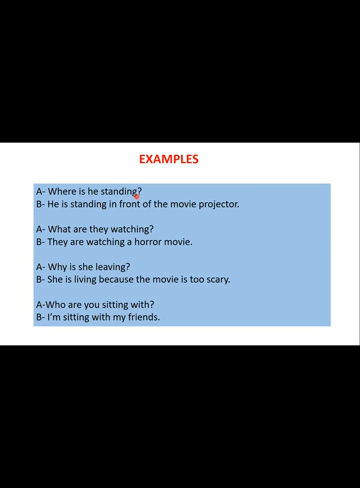 EXAMPLES
A- Where is he standing?
B- He is standing in front of the movie projector.
A- What are they watching?
B- They are watching a horror movie.
A- Why is she leaving?
B- She is living because the movie is too scary.
A-Who are you sitting with?
B- I'm sitting with my friends.